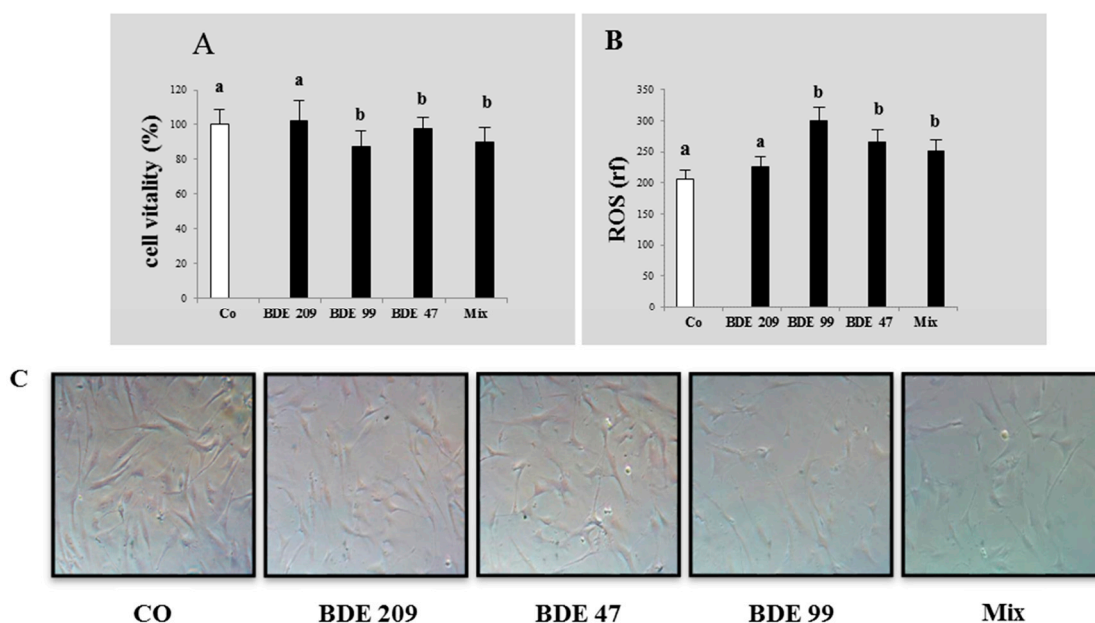 A
cell vitality (%)
120
100
80
60
40
20
0
a
a
b
b
b
Co BDE 209 BDE 99 BDE 47 Mix
B
ROS (rf)
350
300
250
200
150
100
50
0
a
a
b
b
b
Co BDE 209 BDE 99 BDE 47 Mix
C
CO BDE 209 BDE 47 BDE 99 Mix